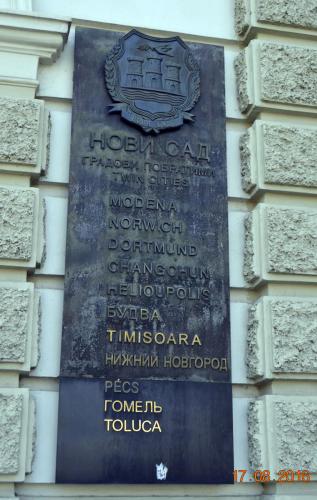 НОВИ САД
ГРАДОВИ ПОБРАТИМИ
TWIN CITIES
MODENA
NORWICH
DORTMUND
CHANGCHUN
HELIOUPOLIS
БУДВА
TIMISOARA
НИЖНИЙ НОВГОРОД
PÉCS
ГОМЕЛЬ
TOLUCA
17.08.2016